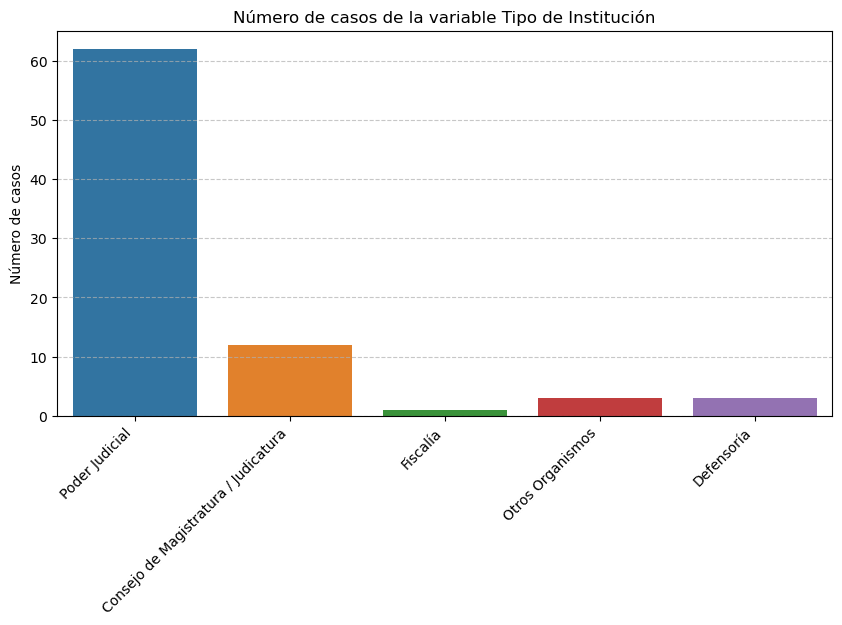 Número de casos de la variable Tipo de Institución
Número de casos
60
50
40
30
20
10
0
Poder Judicial
Consejo de Magistratura / Judicatura
Fiscalía
Otros Organismos
Defensoría